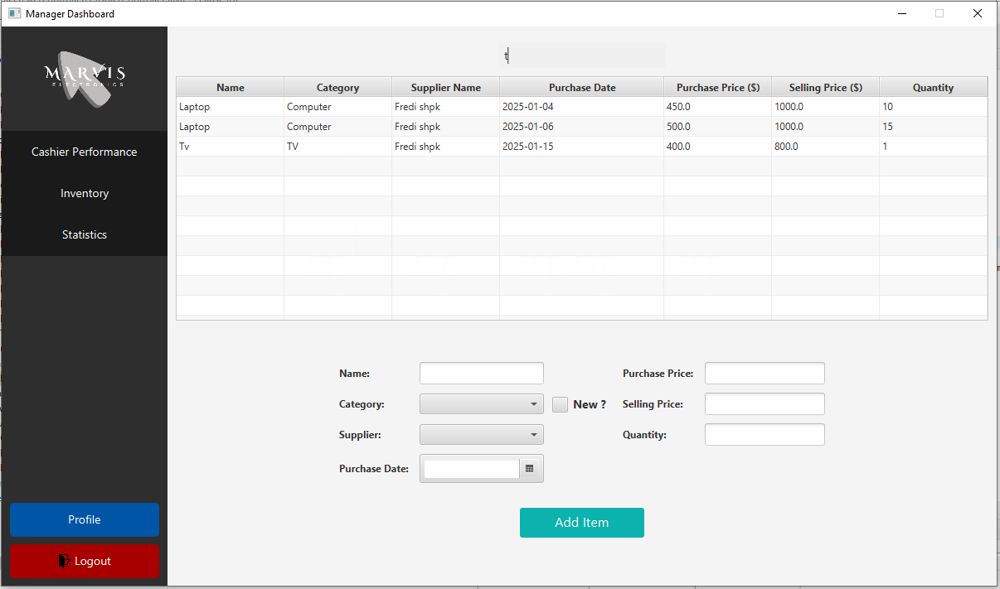 Manager Dashboard
MARVIS
ELECTRONICS
Cashier Performance
Inventory
Statistics
Profile
Logout
t
Name Category Supplier Name Purchase Date Purchase Price ($) Selling Price ($) Quantity
Laptop Computer Fredi shpk 2025-01-04 450.0 1000.0 10
Laptop Computer Fredi shpk 2025-01-06 500.0 1000.0 15
Tv TV Fredi shpk 2025-01-15 400.0 800.0 1
Name: Purchase Price:
Category: New ? Selling Price:
Supplier: Quantity:
Purchase Date:
Add Item